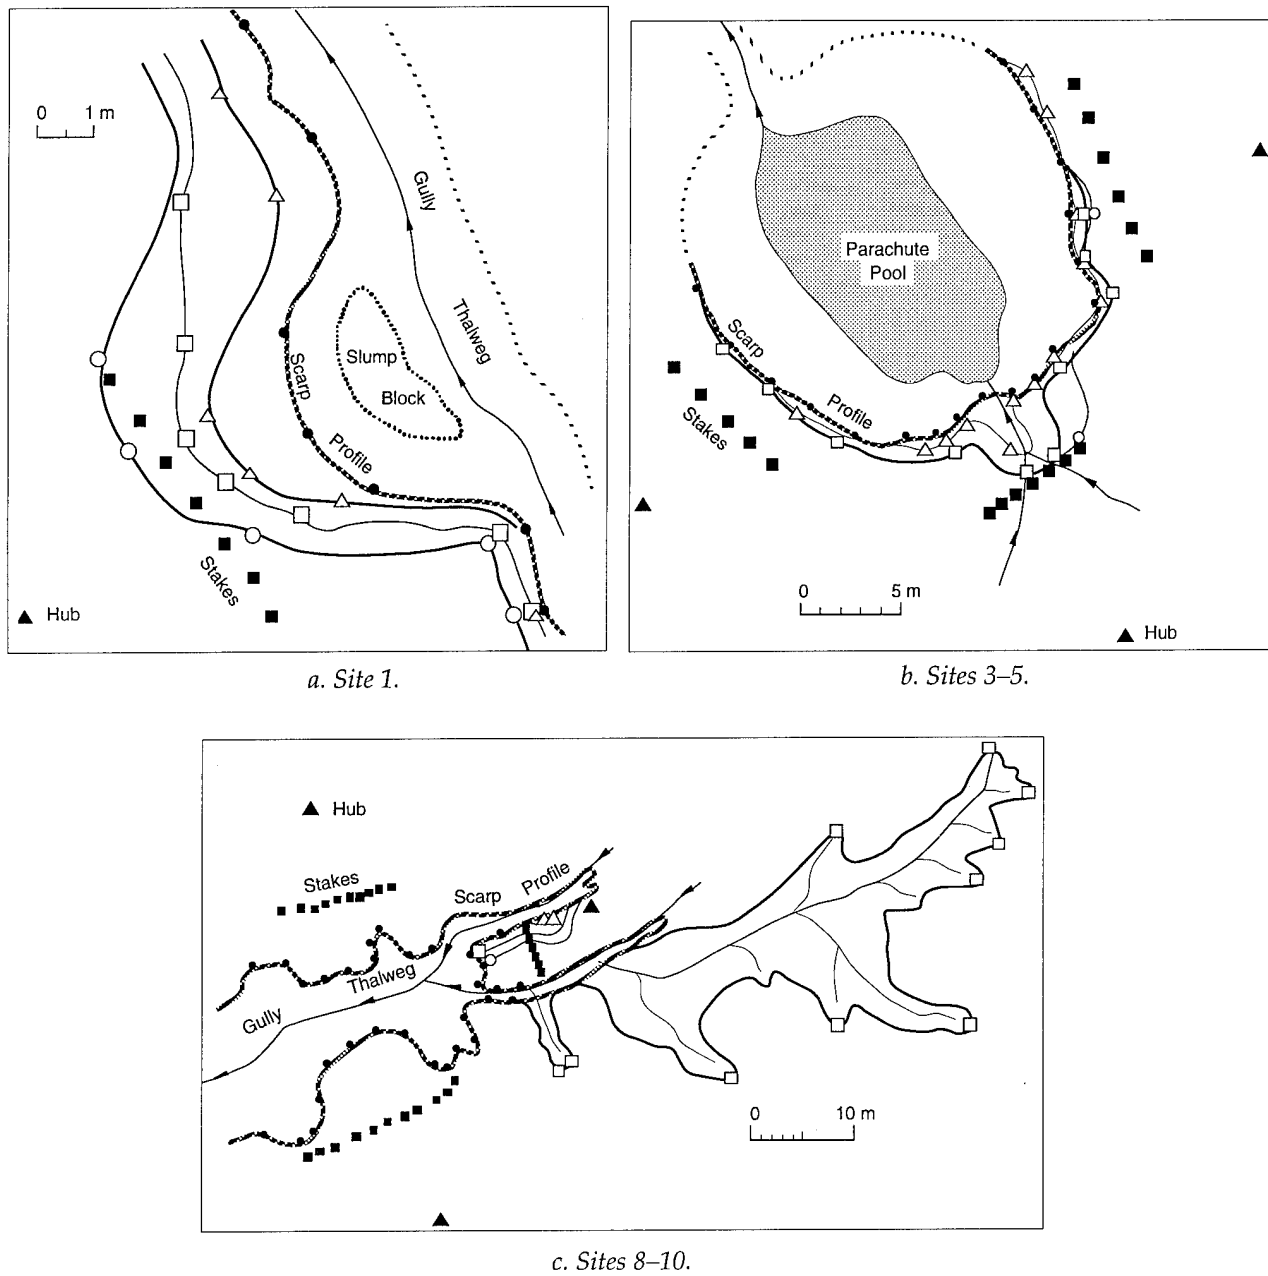 0 1 m
Gully
Thalweg
Slump
Block
Scarp
Profile
Stakes
Hub
a. Site 1.
Parachute
Pool
Scarp
Profile
Stakes
0 5 m
Hub
b. Sites 3–5.
Hub
Stakes
Scarp
Profile
Thalweg
Gully
0 10 m
c. Sites 8–10.